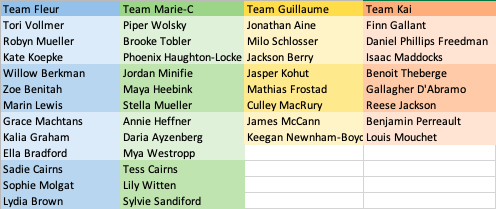 Team Fleur Team Marie-C Team Guillaume Team Kai
Tori Vollmer Piper Wolsky Jonathan Aine Finn Gallant
Robyn Mueller Brooke Tobler Milo Schlosser Daniel Phillips Freedman
Kate Koepke Phoenix Haughton-Locke Jackson Berry Isaac Maddocks
Willow Berkman Jordan Minifie Jasper Kohut Benoit Theberge
Zoe Benitah Maya Heebink Mathias Frostad Gallagher D'Abramo
Marin Lewis Stella Mueller Culley MacRury Reese Jackson
Grace Machtans Annie Heffner James McCann Benjamin Perreault
Kalia Graham Daria Ayzenberg Keegan Newnham-Boyd Louis Mouchet
Ella Bradford Mya Westropp
Sadie Cairns Tess Cairns
Sophie Molgat Lily Witten
Lydia Brown Sylvie Sandiford